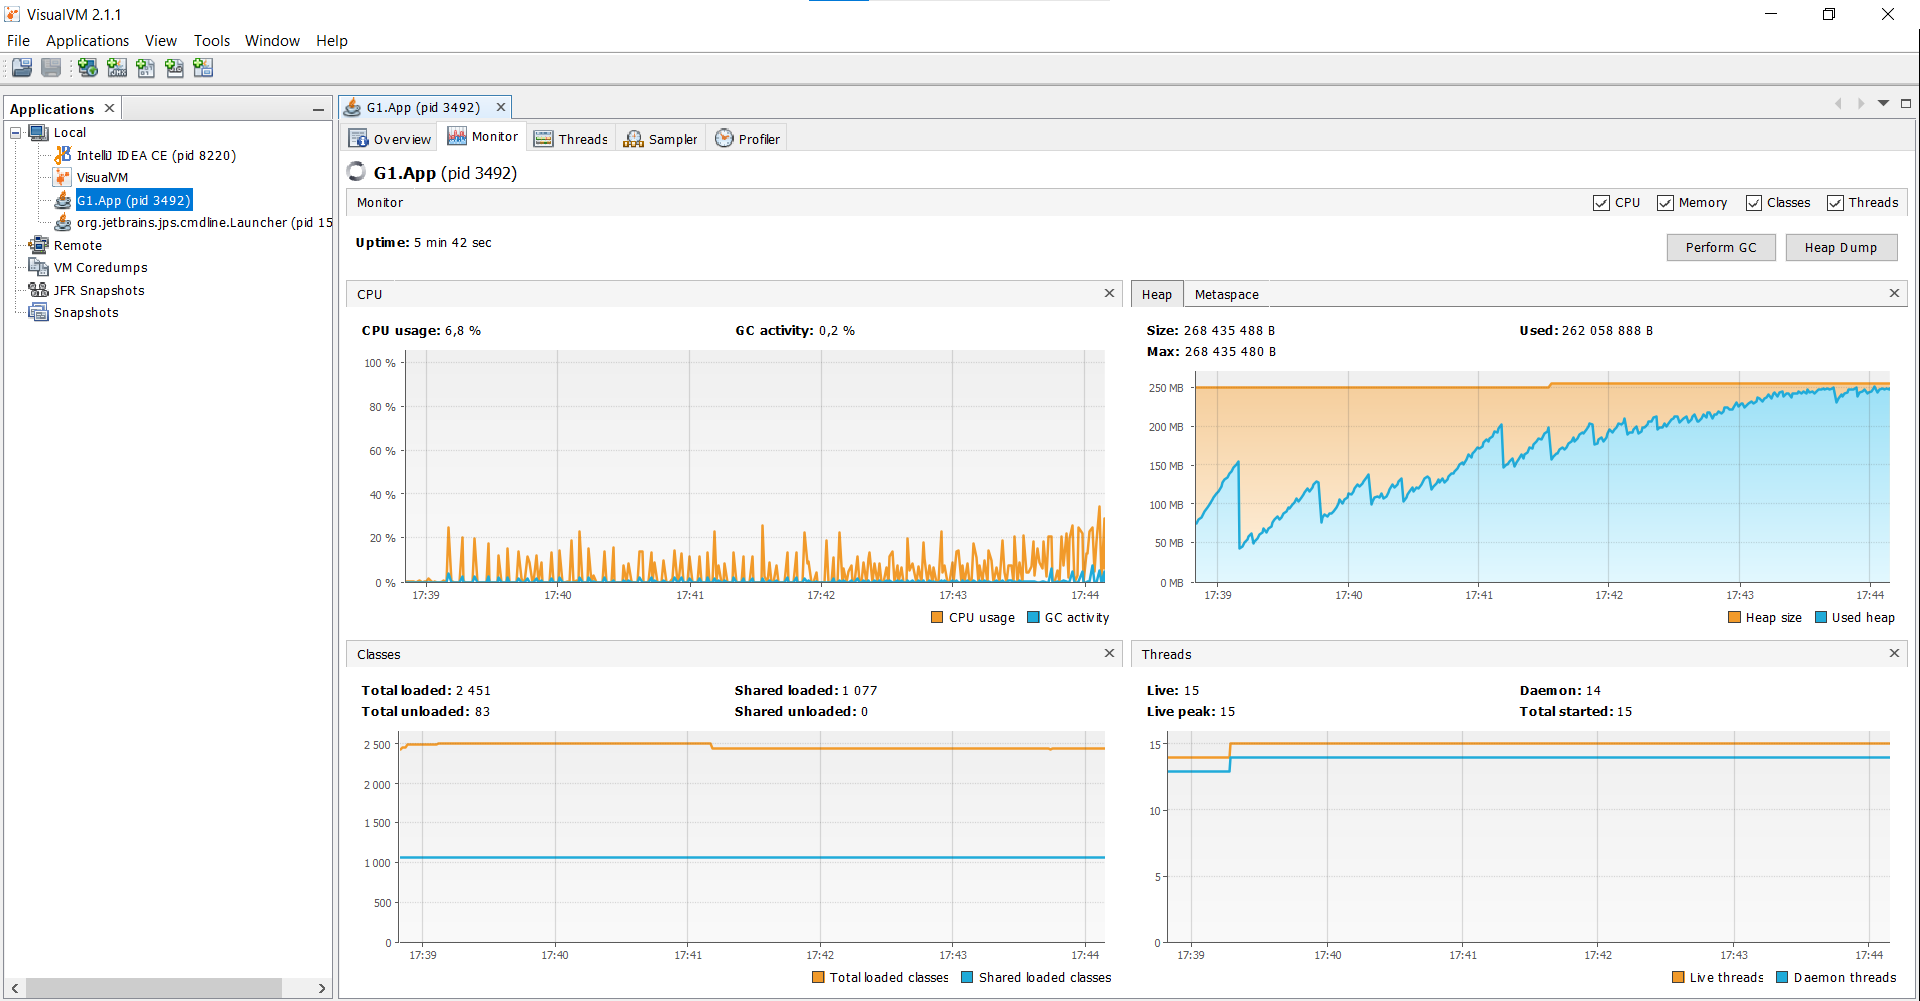 VisualVM 2.1.1
File Applications View Tools Window Help
Applications
G1.App (pid 3492)
Local
IntelliJ IDEA CE (pid 8220)
VisualVM
G1.App (pid 3492)
org.jetbrains.jps.cmdline.Launcher (pid 15
Remote
VM Coredumps
JFR Snapshots
Snapshots
Overview Monitor Threads Sampler Profiler
G1.App (pid 3492)
Monitor
CPU Memory Classes Threads
Uptime: 5 min 42 sec
Perform GC Heap Dump
CPU
CPU usage: 6,8 % GC activity: 0,2 %
100 %
80 %
60 %
40 %
20 %
0 %
17:39 17:40 17:41 17:42 17:43 17:44
CPU usage GC activity
Heap Metaspace
Size: 268 435 488 B Used: 262 058 888 B
Max: 268 435 480 B
250 MB
200 MB
150 MB
100 MB
50 MB
0 MB
17:39 17:40 17:41 17:42 17:43 17:44
Heap size Used heap
Classes
Total loaded: 2 451 Shared loaded: 1 077
Total unloaded: 83 Shared unloaded: 0
2 500
2 000
1 500
1 000
500
0
17:39 17:40 17:41 17:42 17:43 17:44
Total loaded classes Shared loaded classes
Threads
Live: 15 Daemon: 14
Live peak: 15 Total started: 15
15
10
5
0
17:39 17:40 17:41 17:42 17:43 17:44
Live threads Daemon threads